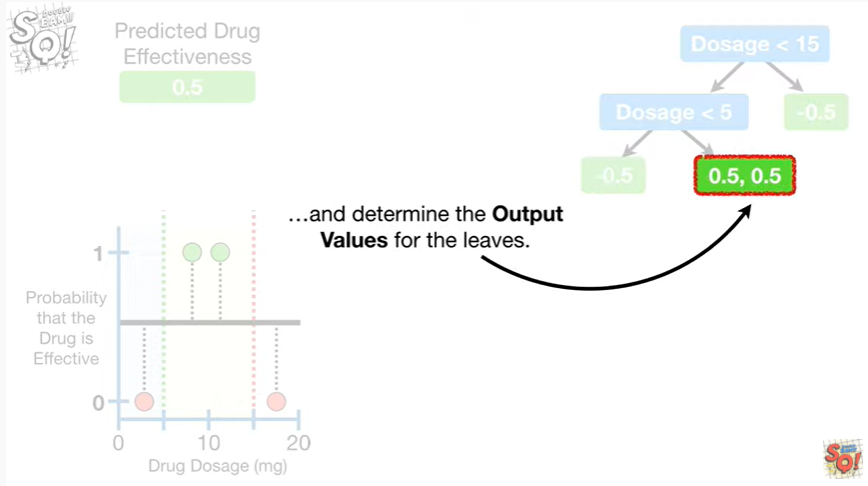 Predicted Drug
Effectiveness
0.5
Dosage < 15
Dosage < 5
-0.5
-0.5
0.5, 0.5
…and determine the Output
Values for the leaves.
1
Probability
that the
Drug is
Effective
0
0
10
20
Drug Dosage (mg)
SQ!